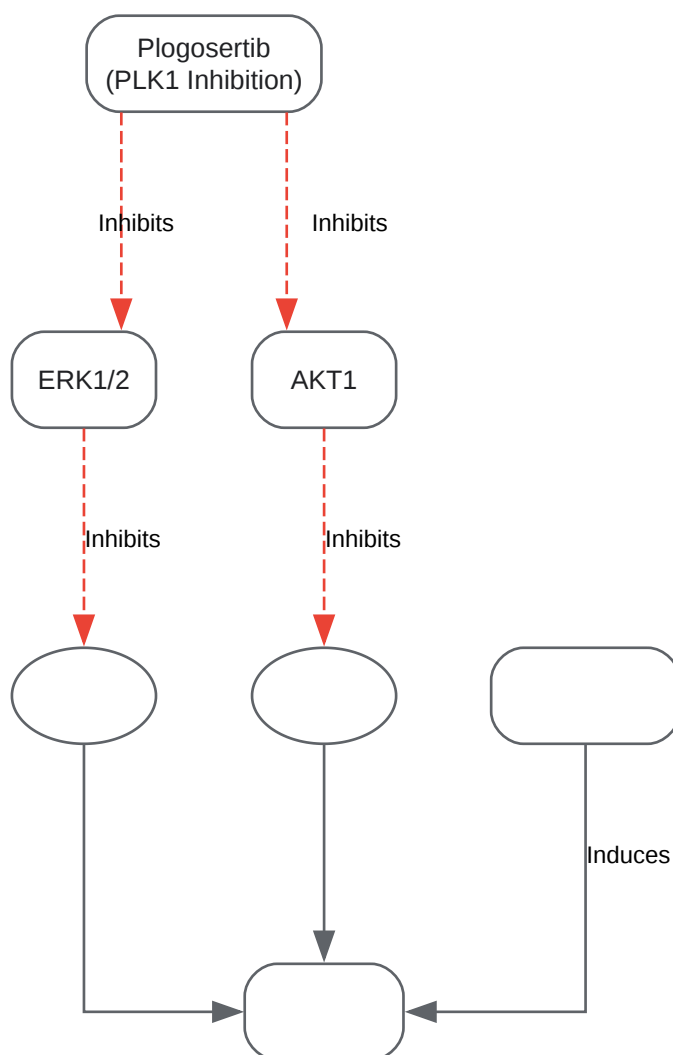 Plogosertib
(PLK1 Inhibition)
Inhibits
Inhibits
ERK1/2
AKT1
Inhibits
Inhibits
Induces